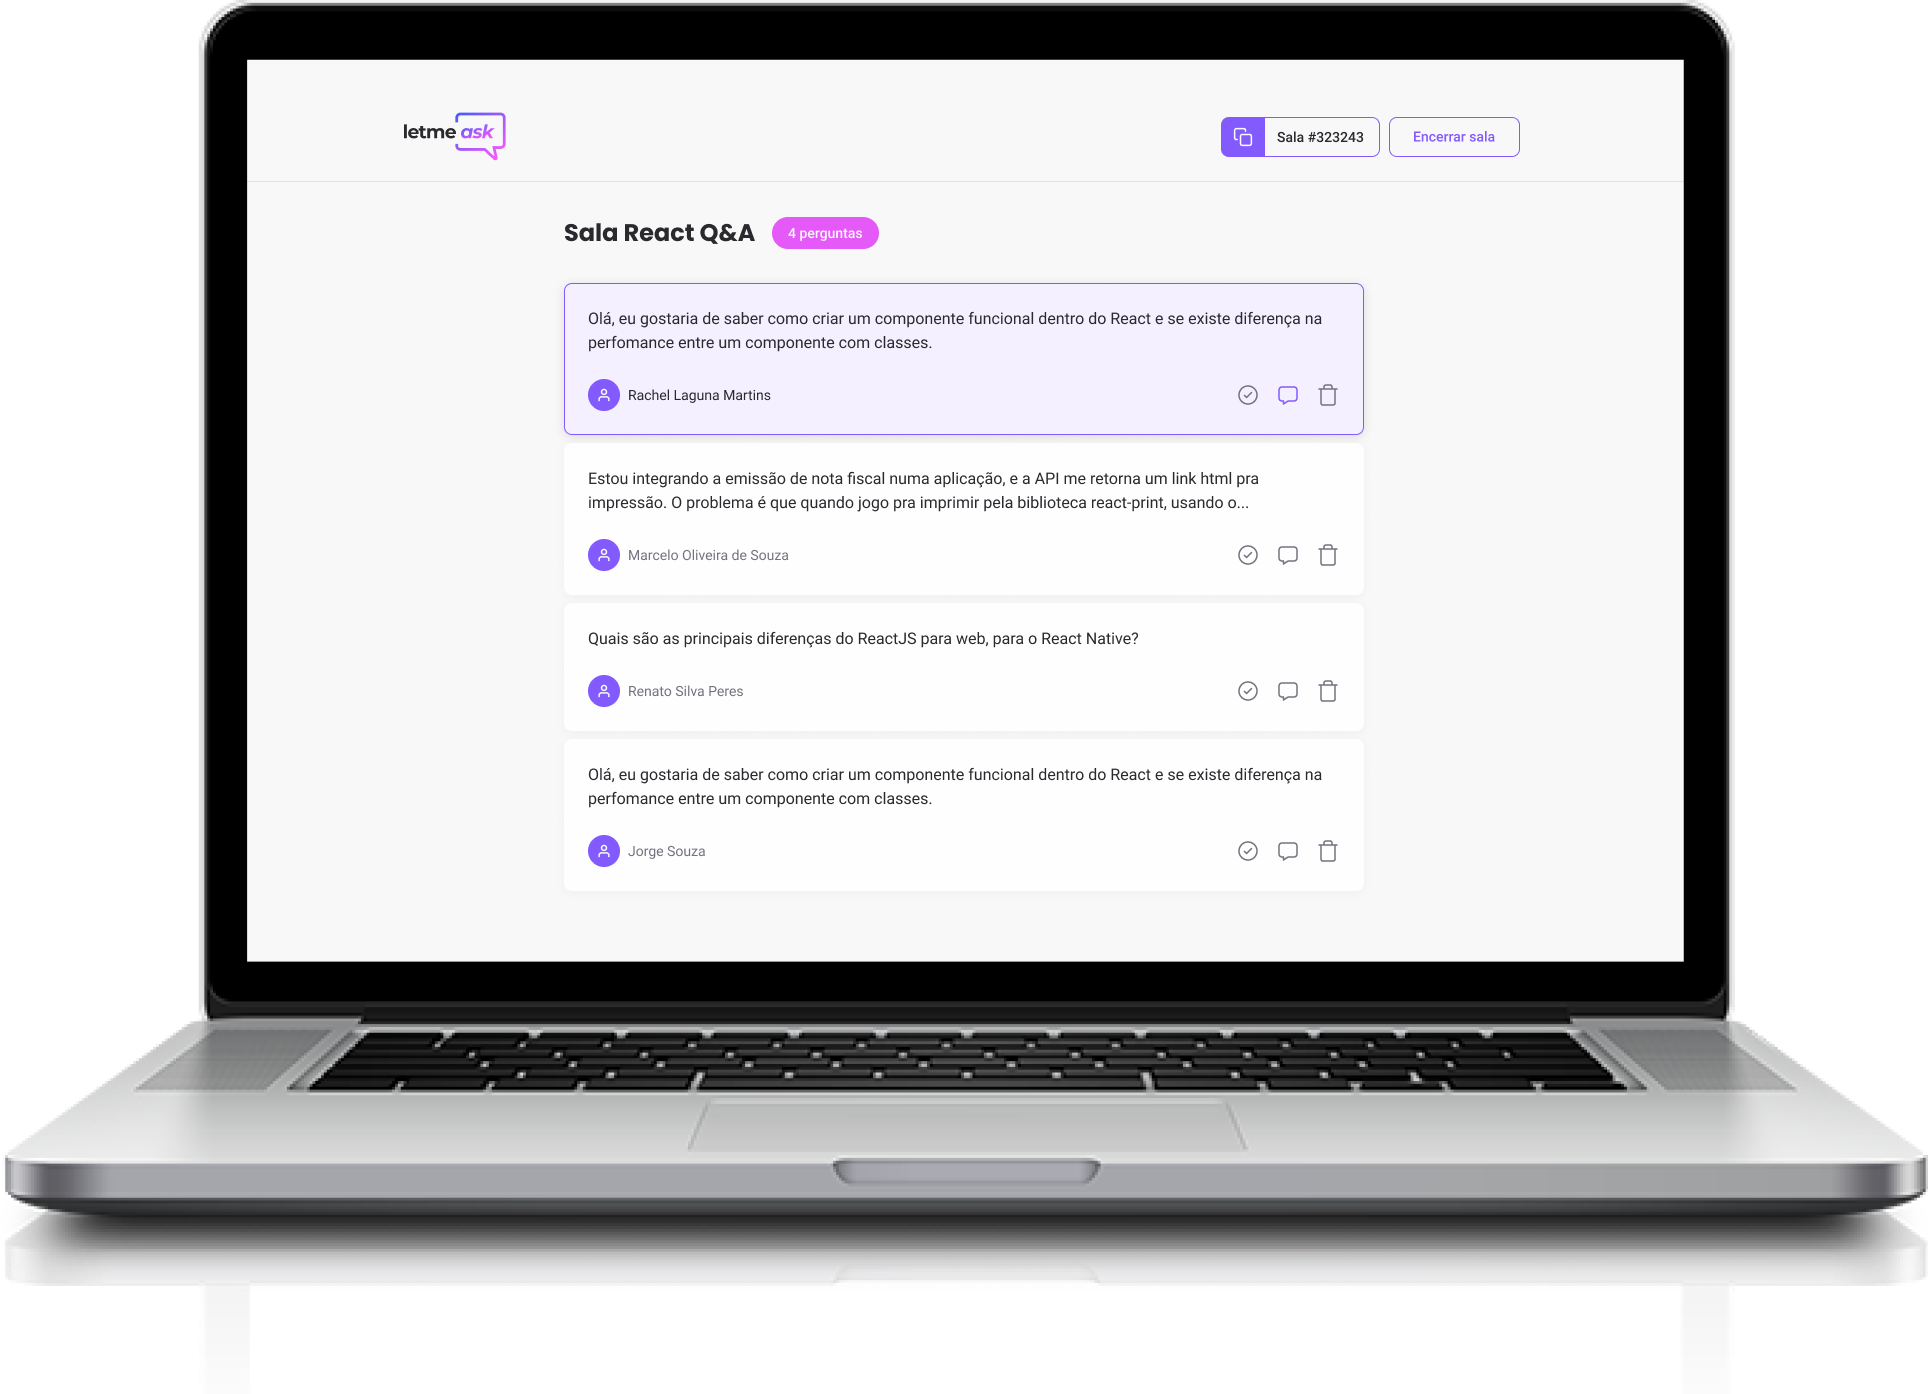 letme ask
Sala #323243
Encerrar sala
Sala React Q&A
4 perguntas
Olá, eu gostaria de saber como criar um componente funcional dentro do React e se existe diferença na
perfomance entre um componente com classes.
Rachel Laguna Martins
Estou integrando a emissão de nota fiscal numa aplicação, e a API me retorna um link html pra
impressão. O problema é que quando jogo pra imprimir pela biblioteca react-print, usando o...
Marcelo Oliveira de Souza
Quais são as principais diferenças do ReactJS para web, para o React Native?
Renato Silva Peres
Olá, eu gostaria de saber como criar um componente funcional dentro do React e se existe diferença na
perfomance entre um componente com classes.
Jorge Souza